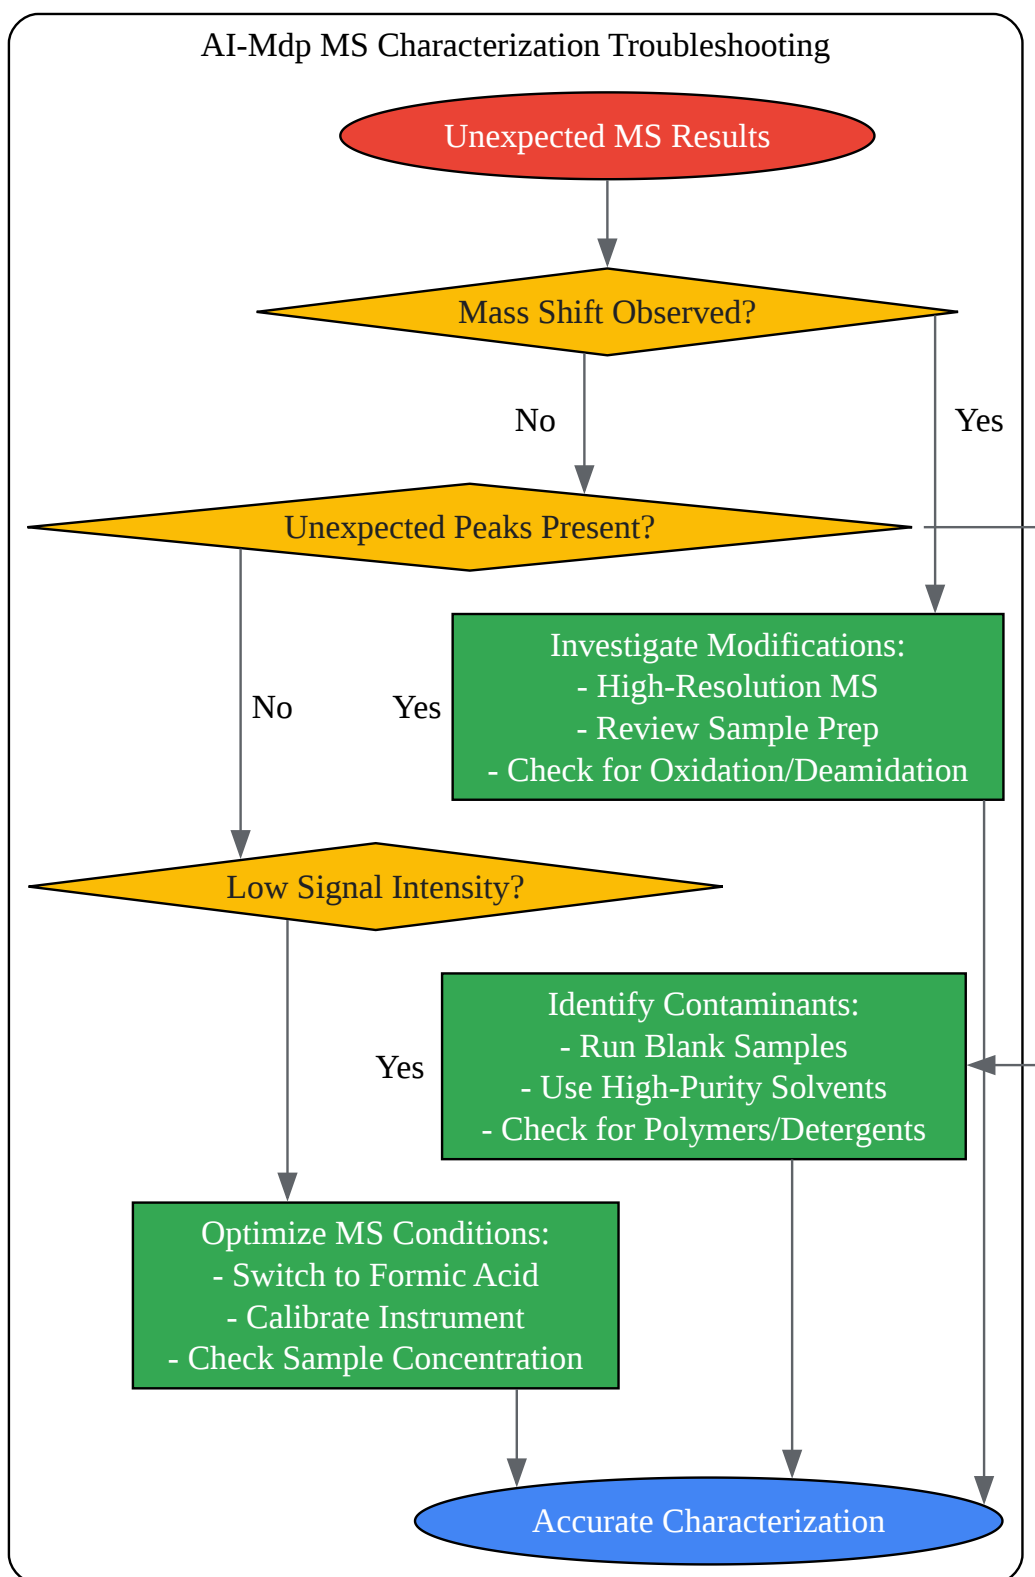 AI-Mdp MS Characterization Troubleshooting
Unexpected MS Results
Mass Shift Observed?
No
Yes
Unexpected Peaks Present?
Investigate Modifications:
- High-Resolution MS
- Review Sample Prep
- Check for Oxidation/Deamidation
No
Yes
Low Signal Intensity?
Identify Contaminants:
- Run Blank Samples
- Use High-Purity Solvents
- Check for Polymers/Detergents
Yes
Optimize MS Conditions:
- Switch to Formic Acid
- Calibrate Instrument
- Check Sample Concentration
Accurate Characterization